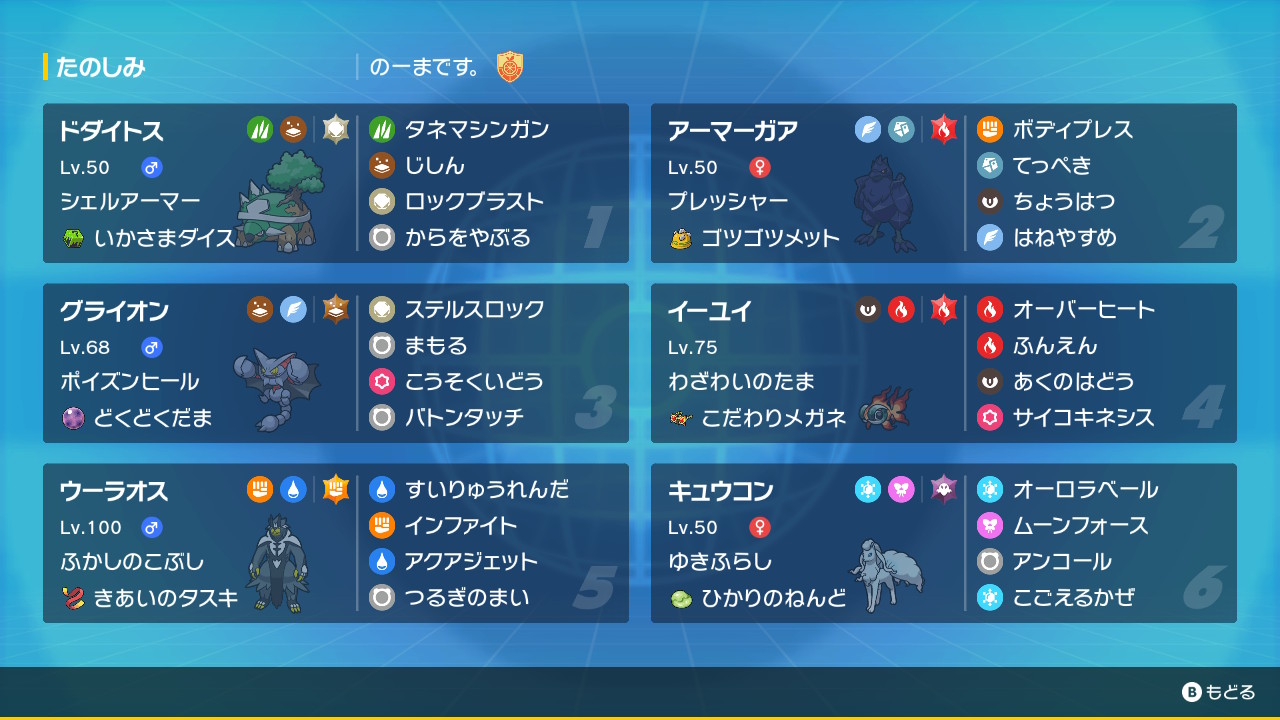 たのしみ
のーまです。
ドダイトス
Lv.50
シェルアーマー
いかさまダイス
タネマシンガン
じしん
ロックブラスト
からをやぶる
1
アーマーガア
Lv.50
プレッシャー
ゴツゴツメット
ボディプレス
てっぺき
ちょうはつ
はねやすめ
2
グライオン
Lv.68
ポイズンヒール
どくどくだま
ステルスロック
まもる
こうそくいどう
バトンタッチ
3
イーユイ
Lv.75
わざわいのたま
こだわりメガネ
オーバーヒート
ふんえん
あくのはどう
サイコキネシス
4
ウーラオス
Lv.100
ふかしのこぶし
きあいのタスキ
すいりゅうれんだ
インファイト
アクアジェット
つるぎのまい
5
キュウコン
Lv.50
ゆきふらし
ひかりのねんど
オーロラベール
ムーンフォース
アンコール
こごえるかぜ
6
B もどる